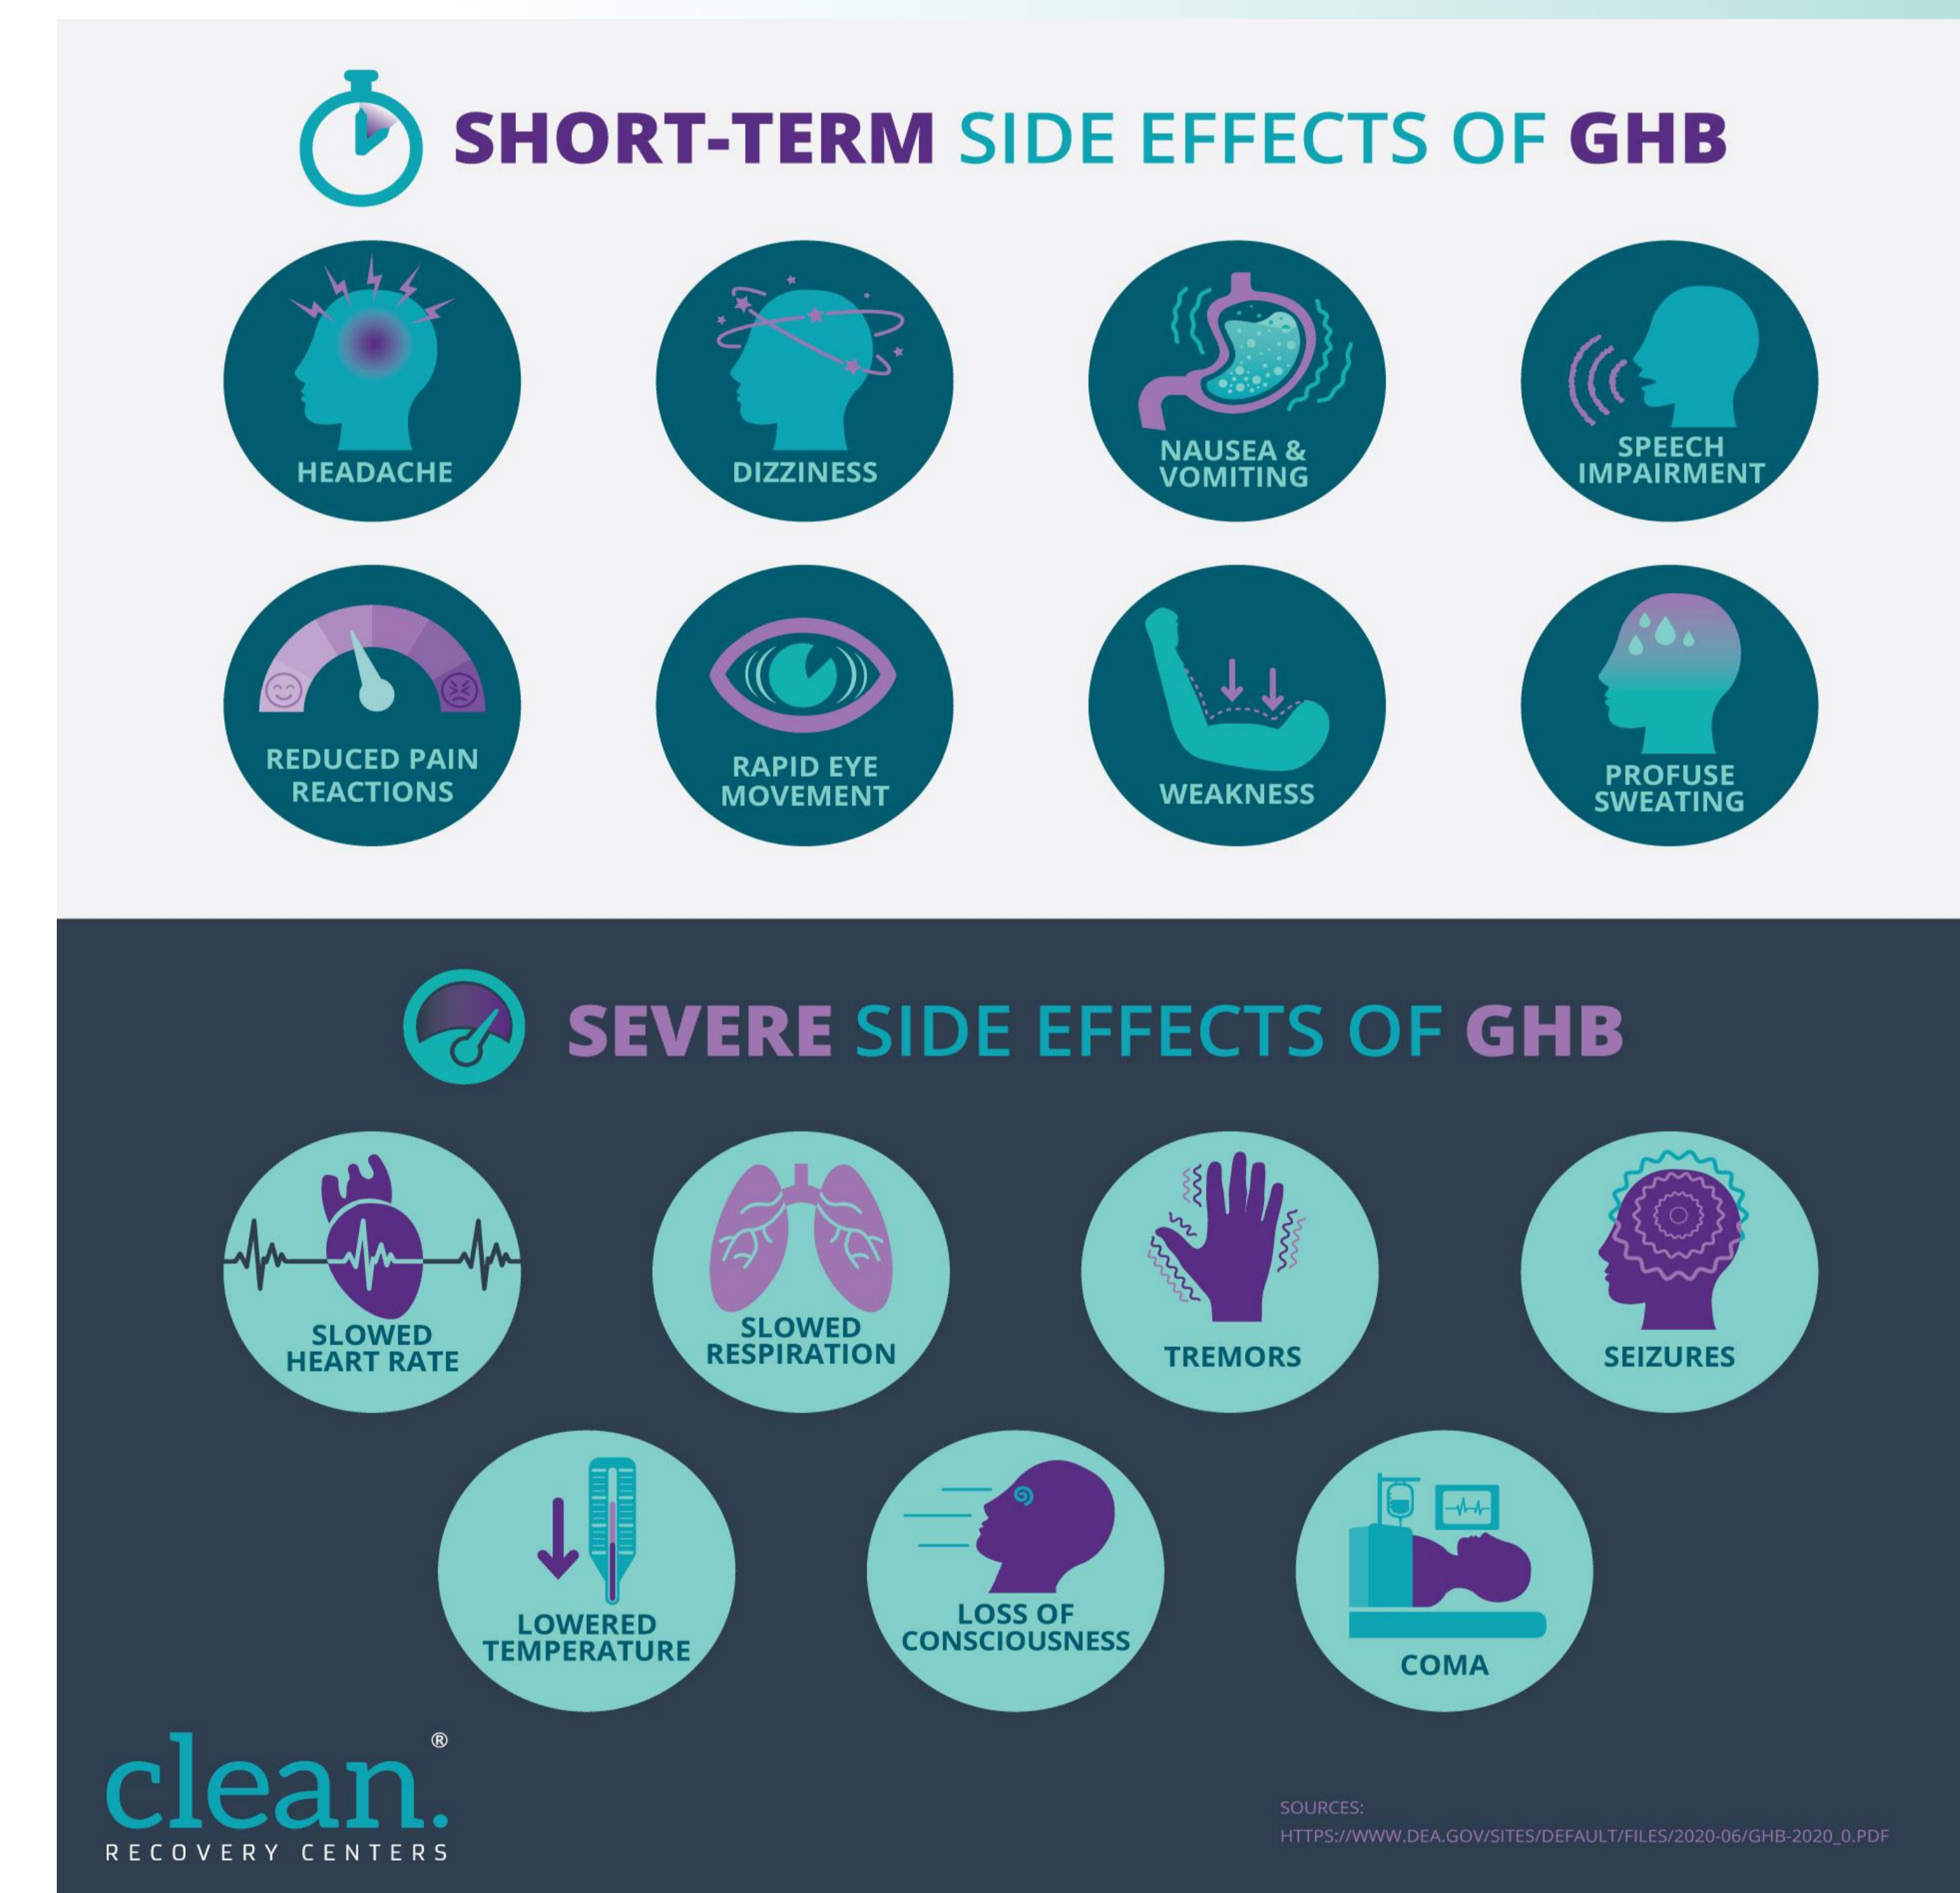 SHORT-TERM SIDE EFFECTS OF GHB
HEADACHE
DIZZINESS
NAUSEA &
VOMITING
SPEECH
IMPAIRMENT
REDUCED PAIN
REACTIONS
RAPID EYE
MOVEMENT
WEAKNESS
PROFUSE
SWEATING
SEVERE SIDE EFFECTS OF GHB
SLOWED
HEART RATE
SLOWED
RESPIRATION
TREMORS
SEIZURES
LOWERED
TEMPERATURE
LOSS OF
CONSCIOUSNESS
COMA
clean.®
RECOVERY CENTERS
SOURCES:
HTTPS://WWW.DEA.GOV/SITES/DEFAULT/FILES/2020-06/GHB-2020_0.PDF